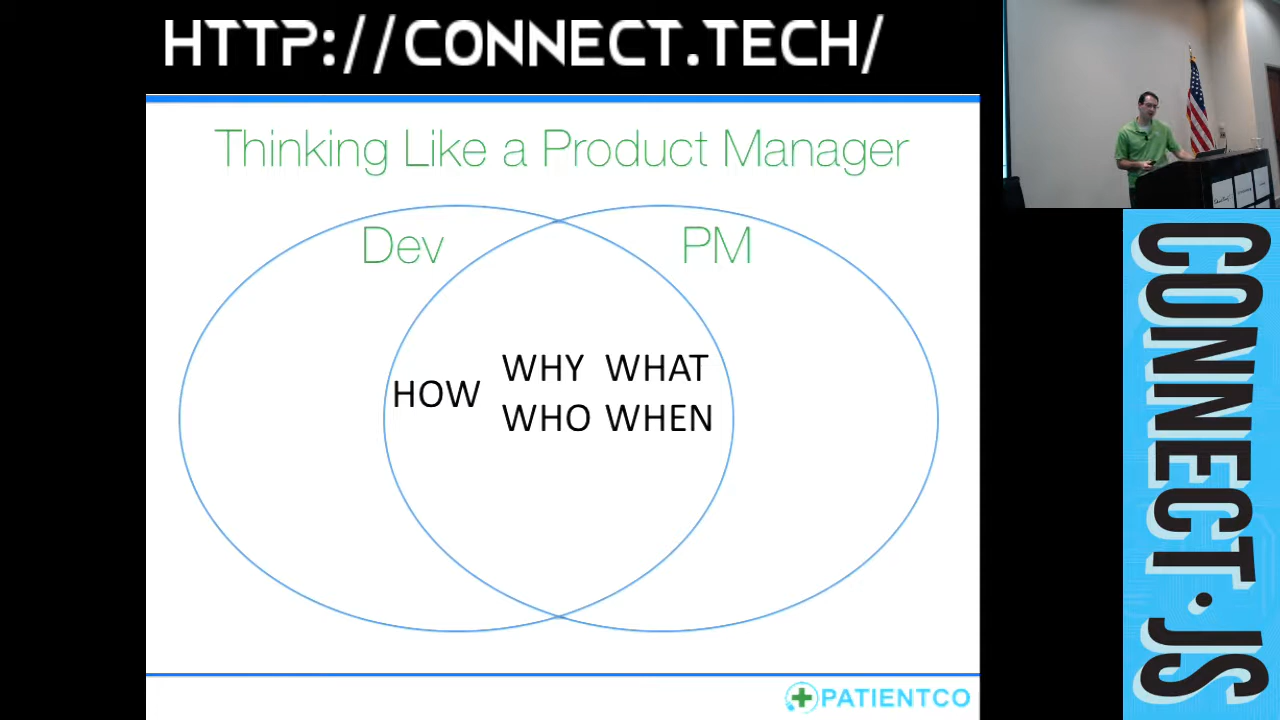 HTTP://CONNECT.TECH/
Thinking Like a Product Manager
Dev
PM
HOW
WHY WHAT
WHO WHEN
PATIENTCO
CONNECT.JS